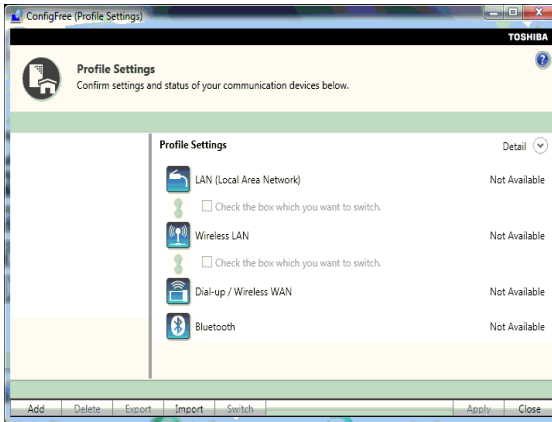 ConfigFree (Profile Settings)
TOSHIBA
Profile Settings
Confirm settings and status of your communication devices below.
?
Profile Settings
Detail
LAN (Local Area Network)
Not Available
Check the box which you want to switch.
Wireless LAN
Not Available
Check the box which you want to switch.
Dial-up / Wireless WAN
Not Available
Bluetooth
Not Available
Add
Delete
Export
Import
Switch
Apply
Close